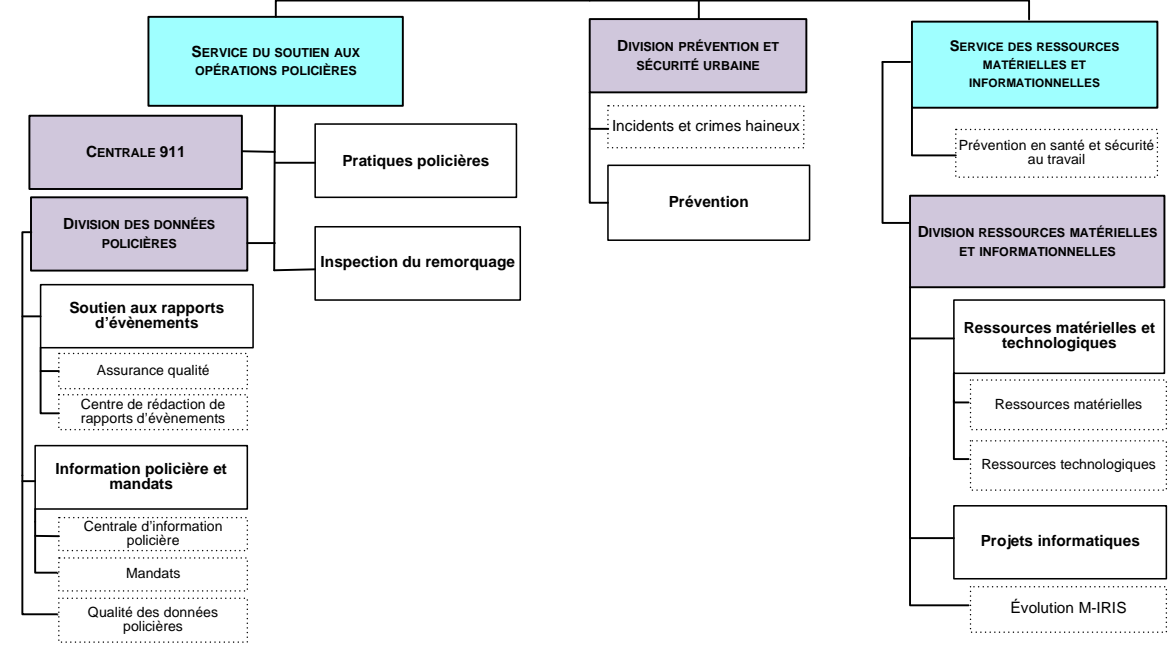 SERVICE DU SOUTIEN AUX
OPÉRATIONS POLICIÈRES
CENTRALE 911
Pratiques policières
DIVISION DES DONNÉES
POLICIÈRES
Inspection du remorquage
Soutien aux rapports
d'évènements
Assurance qualité
Centre de rédaction de
rapports d'évènements
Information policière et
mandats
Centrale d'information
policière
Mandats
Qualité des données
policières
DIVISION PRÉVENTION ET
SÉCURITÉ URBAINE
Incidents et crimes haineux
Prévention
SERVICE DES RESSOURCES
MATÉRIELLES ET
INFORMATIONNELLES
Prévention en santé et sécurité
au travail
DIVISION RESSOURCES MATÉRIELLES
ET INFORMATIONNELLES
Ressources matérielles et
technologiques
Ressources matérielles
Ressources technologiques
Projets informatiques
Évolution M-IRIS